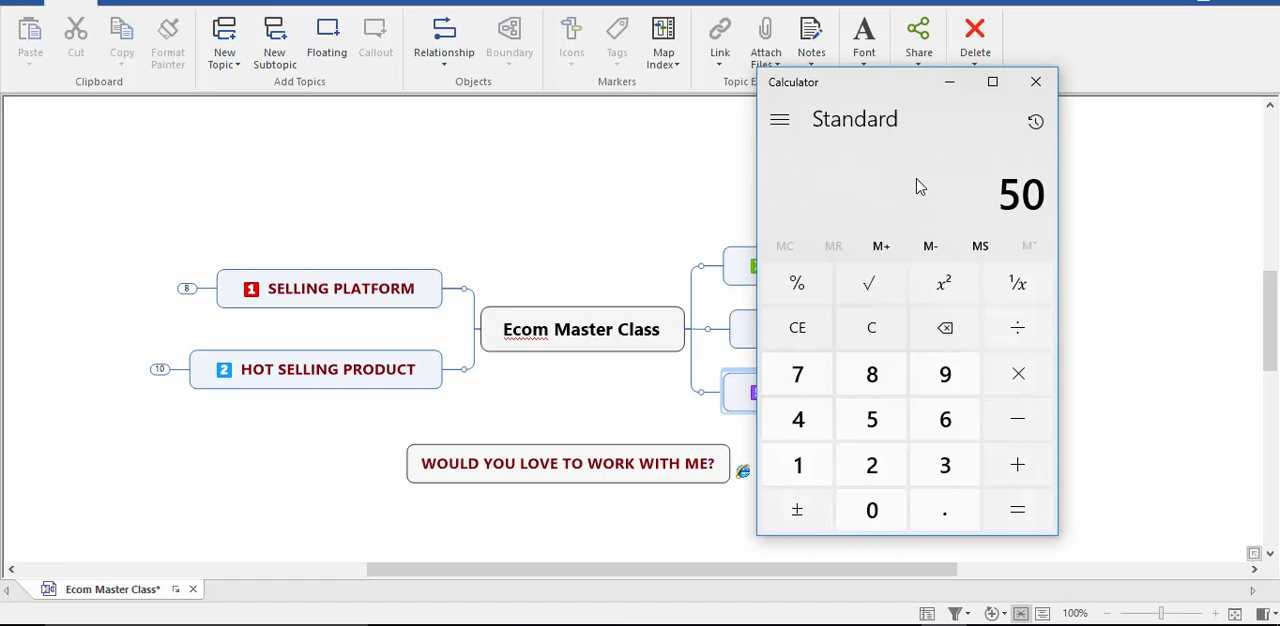 Paste
Cut
Copy
Format
Painter
New
Topic
New
Subtopic
Floating
Callout
Relationship
Boundary
Icons
Tags
Map
Index
Link
Attach
Files
Notes
Font
Share
Delete
Clipboard
Add Topics
Objects
Markers
Topic E
Calculator
Standard
50
MC MR M+ M- MS M˅
% √ x² ¹/x
CE C ÷
7 8 9 ×
4 5 6 −
1 2 3 +
± 0 . =
8
1 SELLING PLATFORM
10
2 HOT SELLING PRODUCT
Ecom Master Class
WOULD YOU LOVE TO WORK WITH ME?
Ecom Master Class*
100%